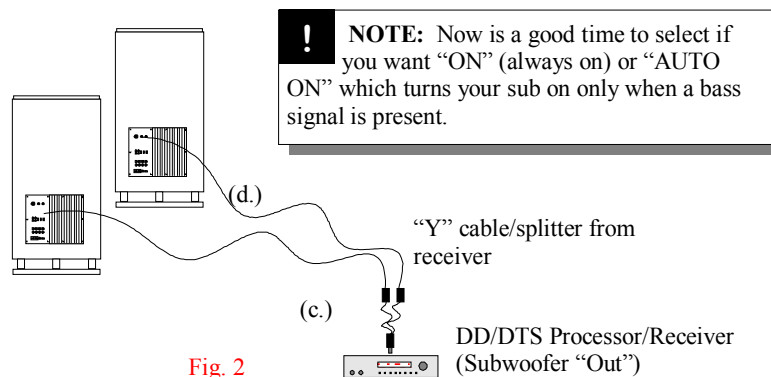 ! NOTE: Now is a good time to select if
you want “ON” (always on) or “AUTO
ON” which turns your sub on only when a bass
signal is present.
(d.)
“Y” cable/splitter from
receiver
(c.)
DD/DTS Processor/Receiver
(Subwoofer “Out”)
Fig. 2